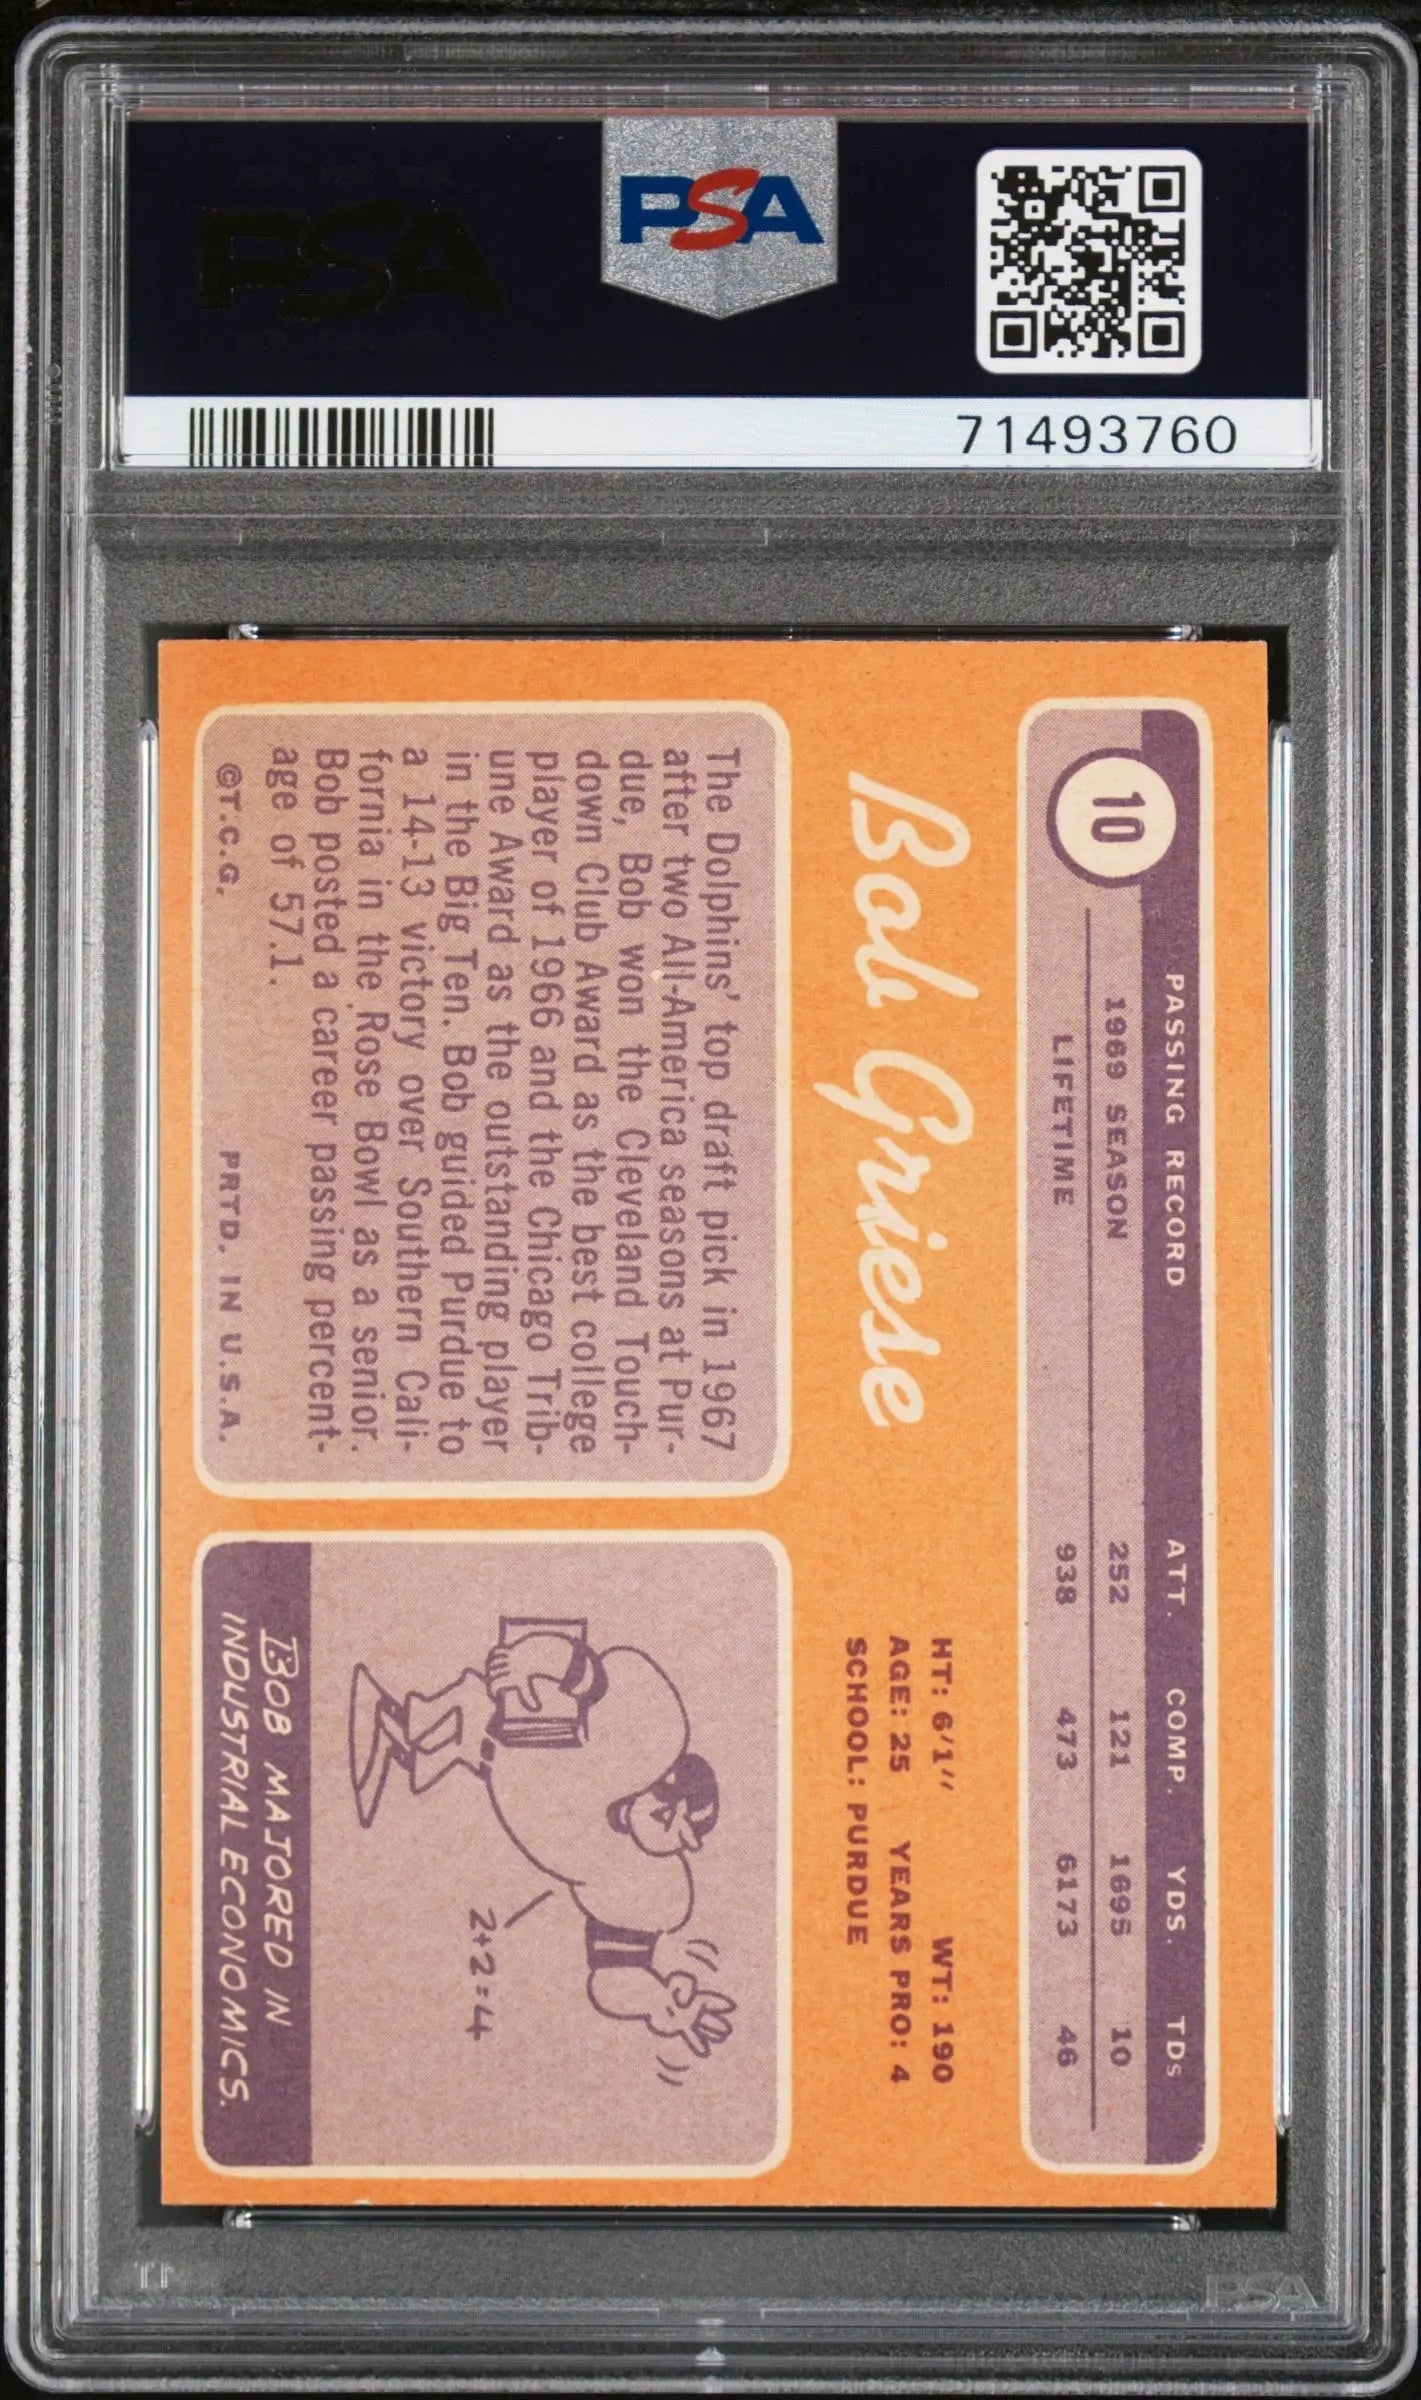 PSA
PSA
71493760
10
PASSING RECORD ATT. COMP. YDS. TDs
1969 SEASON 252 121 1695 10
LIFETIME 938 473 6173 46
Bob Griese
HT: 6'1" WT: 190
AGE: 25 YEARS PRO: 4
SCHOOL: PURDUE
The Dolphins' top draft pick in 1967
after two All-America seasons at Pur-
due, Bob won the Cleveland Touch-
down Club Award as the best college
player of 1966 and the Chicago Trib-
une Award as the outstanding player
in the Big Ten. Bob guided Purdue to
a 14-13 victory over Southern Cali-
fornia in the Rose Bowl as a senior.
Bob posted a career passing percent-
age of 57.1.
©T.C.G. PRTD. IN U.S.A.
2+2=4
BOB MAJORED IN
INDUSTRIAL ECONOMICS.
PSA